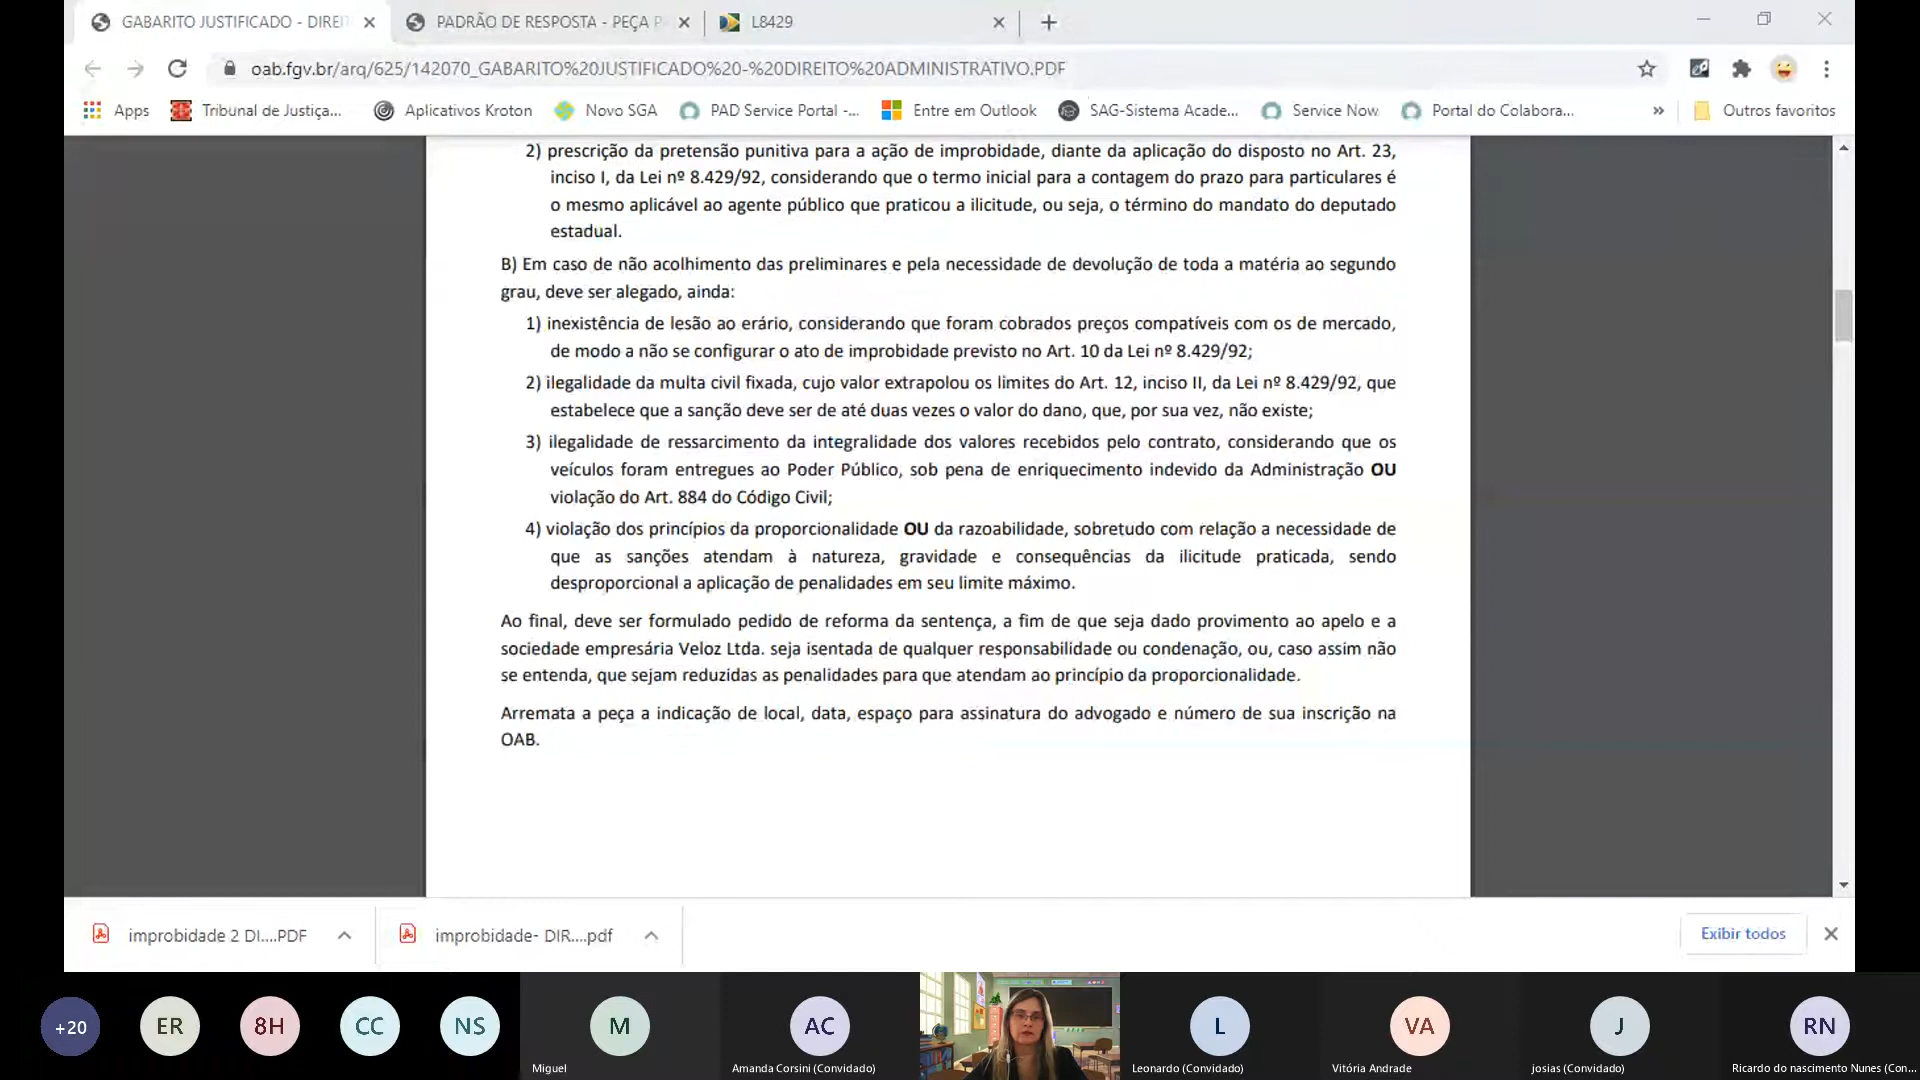 GABARITO JUSTIFICADO - DIREI
PADRÃO DE RESPOSTA - PEÇA P
L8429
oab.fgv.br/arq/625/142070_GABARITO%20JUSTIFICADO%20-%20DIREITO%20ADMINISTRATIVO.PDF
Apps
Tribunal de Justiça...
Aplicativos Kroton
Novo SGA
PAD Service Portal -...
Entre em Outlook
SAG-Sistema Acade...
Service Now
Portal do Colabora...
»
Outros favoritos
2) prescrição da pretensão punitiva para a ação de improbidade, diante da aplicação do disposto no Art. 23,
inciso I, da Lei nº 8.429/92, considerando que o termo inicial para a contagem do prazo para particulares é
o mesmo aplicável ao agente público que praticou a ilicitude, ou seja, o término do mandato do deputado
estadual.
B) Em caso de não acolhimento das preliminares e pela necessidade de devolução de toda a matéria ao segundo
grau, deve ser alegado, ainda:
1) inexistência de lesão ao erário, considerando que foram cobrados preços compatíveis com os de mercado,
de modo a não se configurar o ato de improbidade previsto no Art. 10 da Lei nº 8.429/92;
2) ilegalidade da multa civil fixada, cujo valor extrapolou os limites do Art. 12, inciso II, da Lei nº 8.429/92, que
estabelece que a sanção deve ser de até duas vezes o valor do dano, que, por sua vez, não existe;
3) ilegalidade de ressarcimento da integralidade dos valores recebidos pelo contrato, considerando que os
veículos foram entregues ao Poder Público, sob pena de enriquecimento indevido da Administração OU
violação do Art. 884 do Código Civil;
4) violação dos princípios da proporcionalidade OU da razoabilidade, sobretudo com relação a necessidade de
que as sanções atendam à natureza, gravidade e consequências da ilicitude praticada, sendo
desproporcional a aplicação de penalidades em seu limite máximo.
Ao final, deve ser formulado pedido de reforma da sentença, a fim de que seja dado provimento ao apelo e a
sociedade empresária Veloz Ltda. seja isentada de qualquer responsabilidade ou condenação, ou, caso assim não
se entenda, que sejam reduzidas as penalidades para que atendam ao princípio da proporcionalidade.
Arremata a peça a indicação de local, data, espaço para assinatura do advogado e número de sua inscrição na
OAB.
improbidade 2 DI....PDF
improbidade- DIR....pdf
Exibir todos
+20
ER
8H
CC
NS
M
AC
L
VA
J
RN
Miguel
Amanda Corsini (Convidado)
Leonardo (Convidado)
Vitória Andrade
josias (Convidado)
Ricardo do nascimento Nunes (Con...